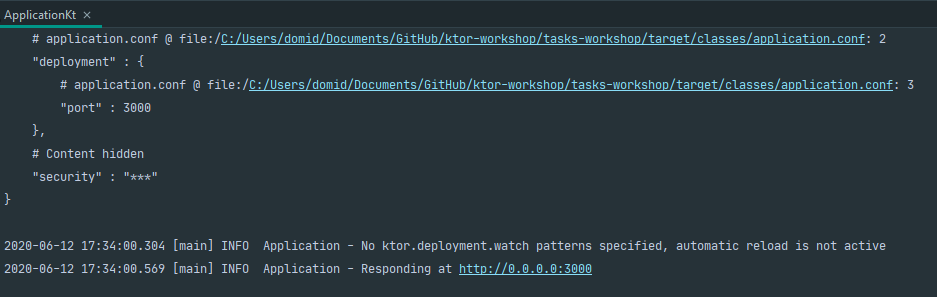 ApplicationKt ×
# application.conf @ file:/C:/Users/domid/Documents/GitHub/ktor-workshop/tasks-workshop/target/classes/application.conf: 2
"deployment" : {
# application.conf @ file:/C:/Users/domid/Documents/GitHub/ktor-workshop/tasks-workshop/target/classes/application.conf: 3
"port" : 3000
},
# Content hidden
"security" : "***"
}
2020-06-12 17:34:00.304 [main] INFO  Application - No ktor.deployment.watch patterns specified, automatic reload is not active
2020-06-12 17:34:00.569 [main] INFO  Application - Responding at http://0.0.0.0:3000